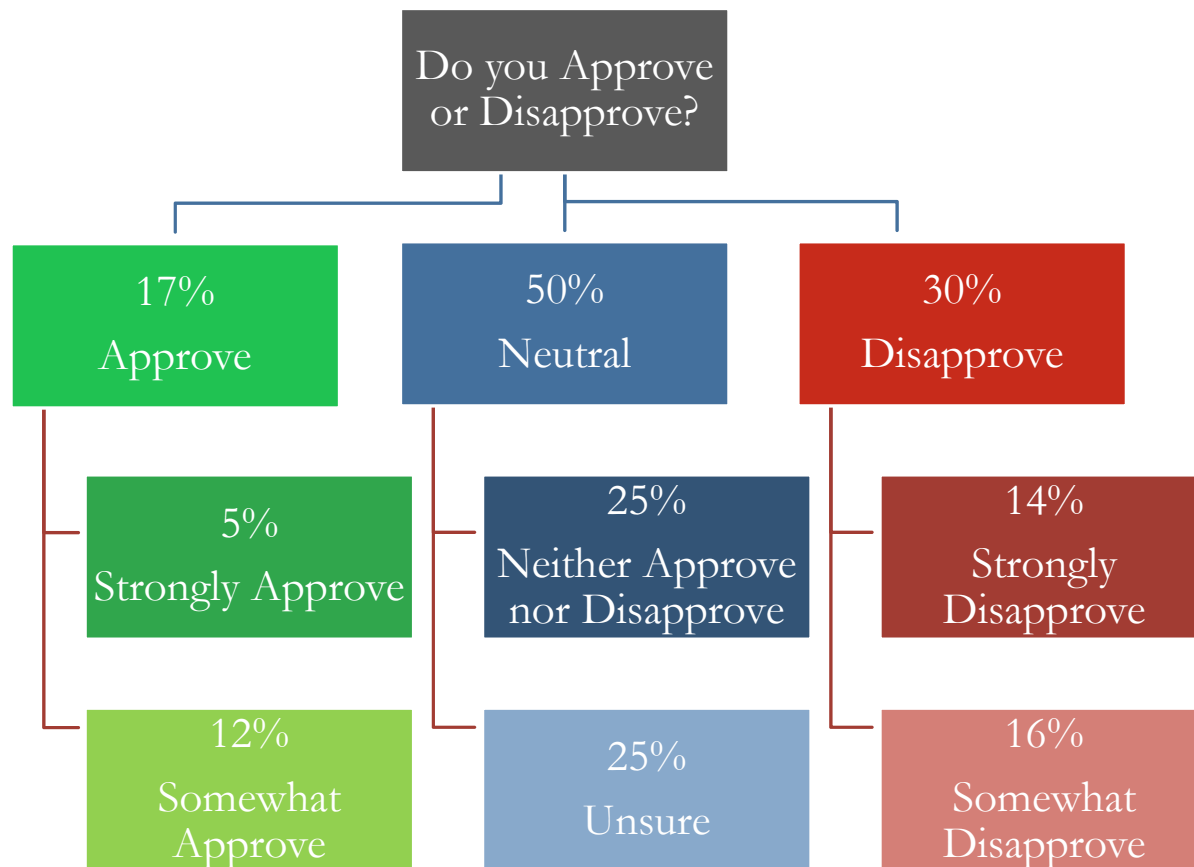 Do you Approve
or Disapprove?
17%
Approve
50%
Neutral
30%
Disapprove
5%
Strongly Approve
25%
Neither Approve
nor Disapprove
14%
Strongly
Disapprove
12%
Somewhat
Approve
25%
Unsure
16%
Somewhat
Disapprove